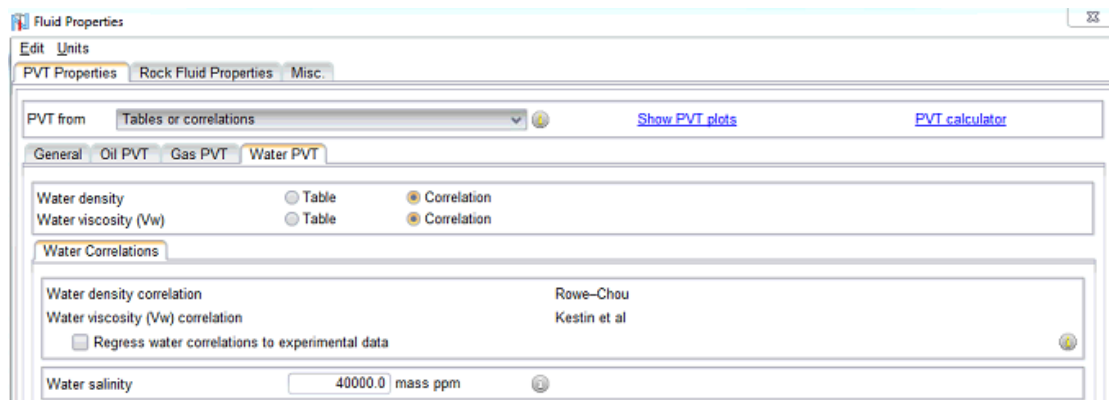 Fluid Properties
Edit Units
PVT Properties Rock Fluid Properties Misc.
PVT from Tables or correlations Show PVT plots PVT calculator
General Oil PVT Gas PVT Water PVT
Water density Table Correlation
Water viscosity (Vw) Table Correlation
Water Correlations
Water density correlation Rowe–Chou
Water viscosity (Vw) correlation Kestin et al
Regress water correlations to experimental data
Water salinity 40000.0 mass ppm